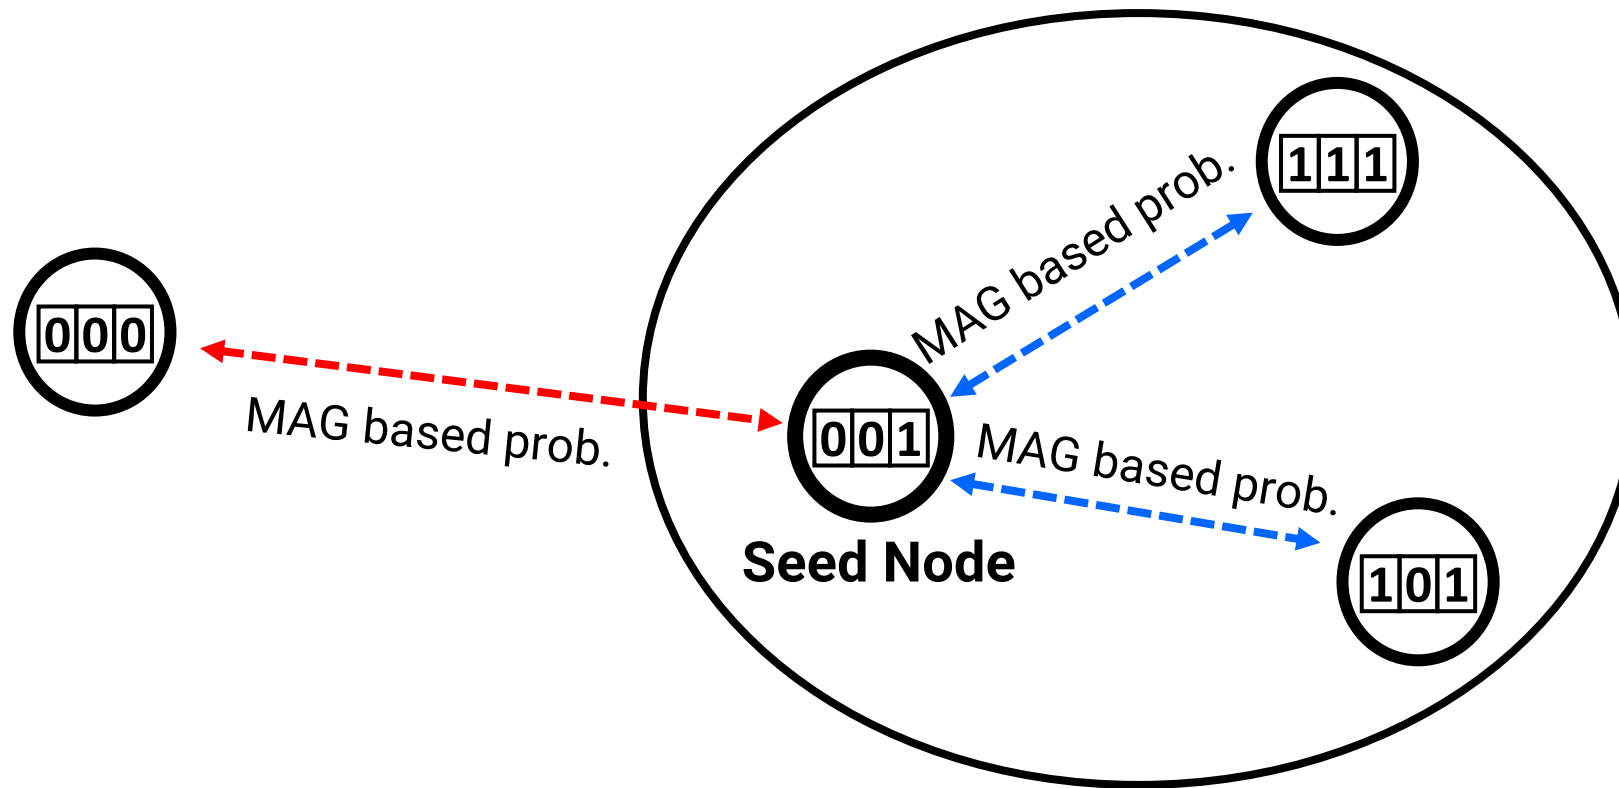 111
MAG based prob.
000
MAG based prob.
001
MAG based prob.
Seed Node
101